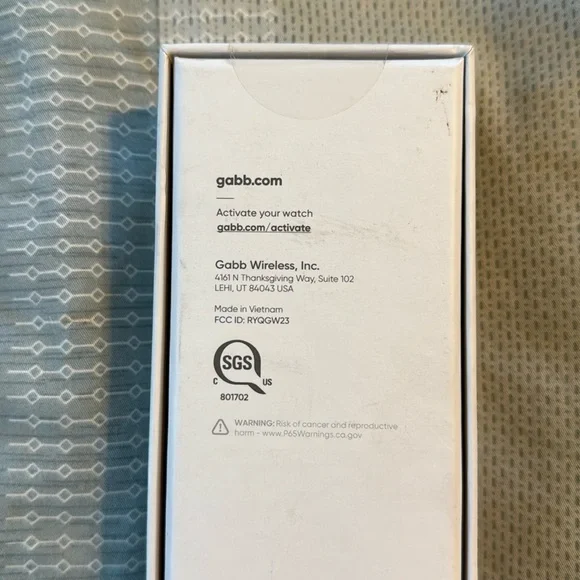 gabb.com
Activate your watch
gabb.com/activate
Gabb Wireless, Inc.
4161 N Thanksgiving Way, Suite 102
LEHI, UT 84043 USA
Made in Vietnam
FCC ID: RYQGW23
SGS
C US
801702
WARNING: Risk of cancer and reproductive
harm - www.P65Warnings.ca.gov